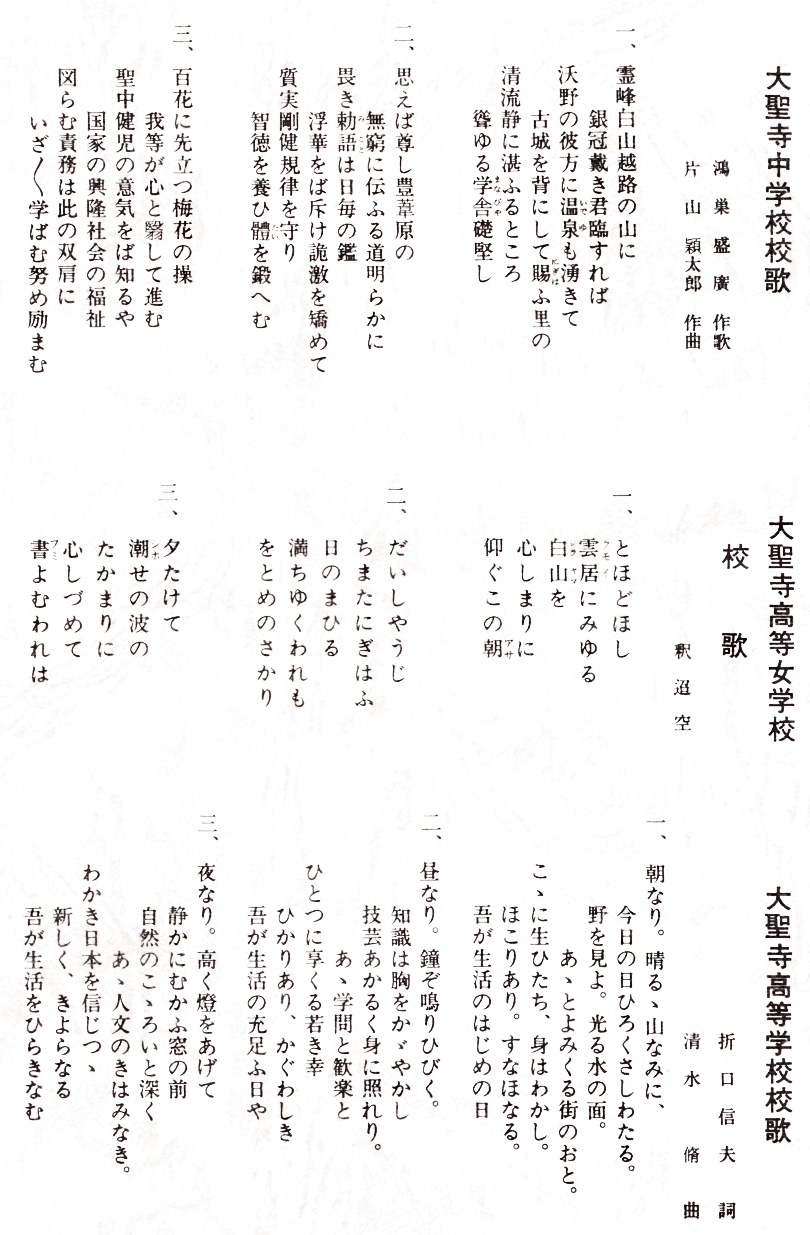 大聖寺中学校校歌
鴻巣盛廣 作歌
片山穎太郎 作曲
一、霊峰白山越路の山に
銀冠戴き君臨すれば
沃野の彼方に温泉も湧きて
古城を背にして賜ふ里の
清流静に湛ふるところ
聳ゆる学舎礎堅し
二、思えば尊し豊葦原の
無窮に伝ふる道明らかに
畏き勅語は日毎の鑑
浮華をば斥け詭激を矯めて
質実剛健規律を守り
智徳を養ひ體を鍛へむ
三、百花に先立つ梅花の操
我等が心と翳して進む
聖中健児の意気をば知るや
国家の興隆社会の福祉
図らむ責務は此の双肩に
いざ〳〵学ばむ努め励まむ
大聖寺高等女学校
校歌
釈迢空
一、とほどほし
雲居にみゆる
白山を
心しまりに
仰ぐこの朝
二、だいしやうじ
ちまたにぎはふ
日のまひる
満ちゆくわれも
をとめのさかり
三、夕たけて
潮せの波の
たかまりに
心しづめて
書よむわれは
大聖寺高等学校校歌
折口信夫 詞
清水脩 曲
一、朝なり。晴るゝ山なみに、
今日の日ひろくさしわたる。
野を見よ。光る水の面。
あゝとよみくる街のおと。
こゝに生ひたち、身はわかし。
ほこりあり。すなほなる。
吾が生活のはじめの日
二、昼なり。鐘ぞ鳴りひびく。
知識は胸をかゞやかし
技芸あかるく身に照れり。
あゝ学問と歓楽と
ひとつに享くる若き幸
ひかりあり、かぐわしき
吾が生活の充足ふ日や
三、夜なり。高く燈をあげて
静かにむかふ窓の前
自然のこゝろいと深く
あゝ人文のきはみなき。
わかき日本を信じつゝ
新しく、きよらなる
吾が生活をひらきなむ